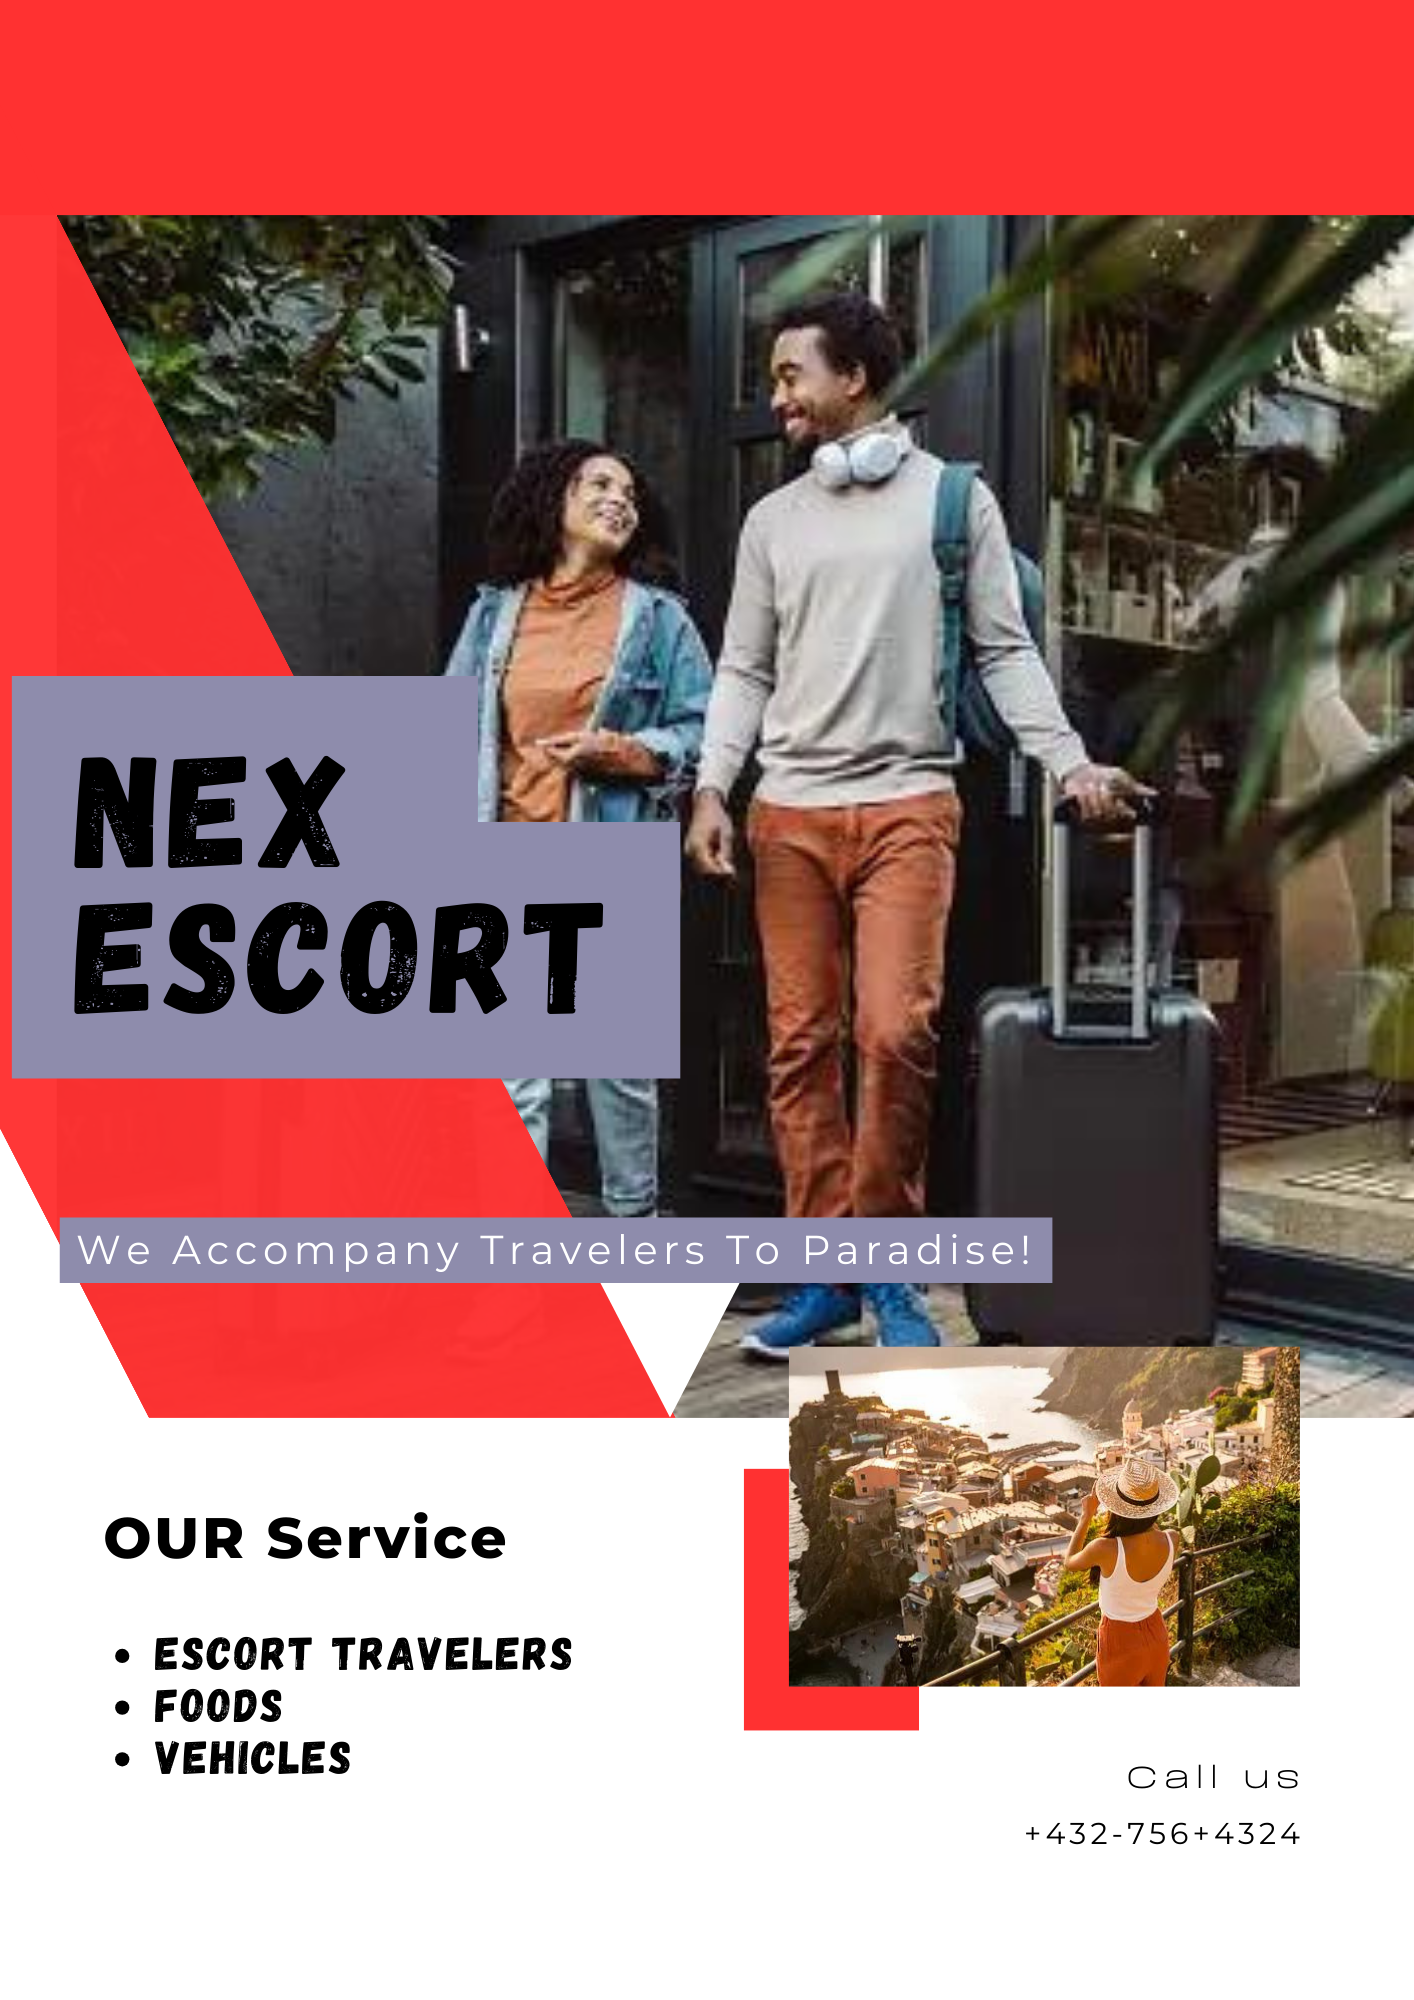 NEX
ESCORT
We Accompany Travelers To Paradise!
OUR Service
• ESCORT TRAVELERS
• FOODS
• VEHICLES
Call us
+432-756+4324